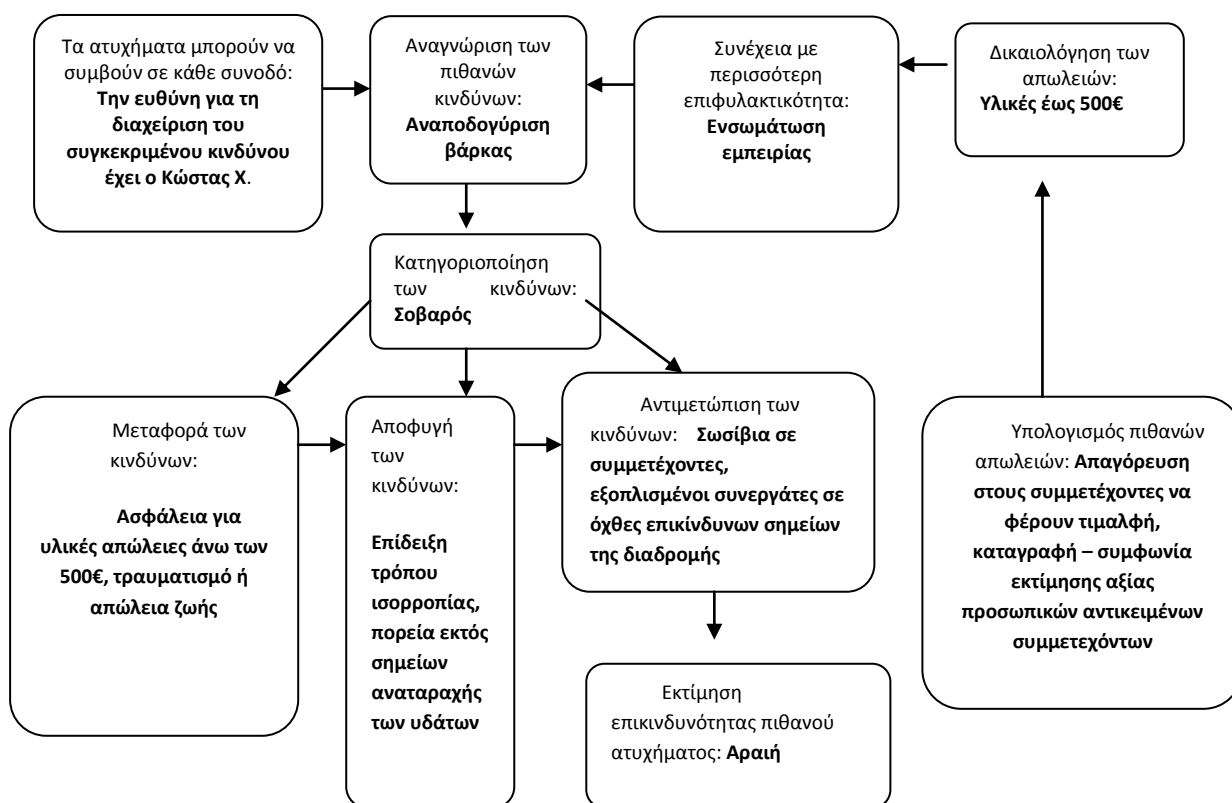 Τα ατυχήματα μπορούν να
συμβούν σε κάθε συνοδό:
Την ευθύνη για τη
διαχείριση του
συγκεκριμένου κινδύνου
έχει ο Κώστας Χ.
Αναγνώριση των
πιθανών
κινδύνων:
Αναποδογύριση
βάρκας
Συνέχεια με
περισσότερη
επιφυλακτικότητα:
Ενσωμάτωση
εμπειρίας
Δικαιολόγηση των
απωλειών:
Υλικές έως 500€
Κατηγοριοποίηση
των κινδύνων:
Σοβαρός
Μεταφορά των
κινδύνων:
Ασφάλεια για
υλικές απώλειες άνω των
500€, τραυματισμό ή
απώλεια ζωής
Αποφυγή
των
κινδύνων:
Επίδειξη
τρόπου
ισορροπίας,
πορεία εκτός
σημείων
αναταραχής
των υδάτων
Αντιμετώπιση των
κινδύνων: Σωσίβια σε
συμμετέχοντες,
εξοπλισμένοι συνεργάτες σε
όχθες επικίνδυνων σημείων
της διαδρομής
Υπολογισμός πιθανών
απωλειών: Απαγόρευση
στους συμμετέχοντες να
φέρουν τιμαλφή,
καταγραφή – συμφωνία
εκτίμησης αξίας
προσωπικών αντικειμένων
συμμετεχόντων
Εκτίμηση
επικινδυνότητας πιθανού
ατυχήματος: Αραιή